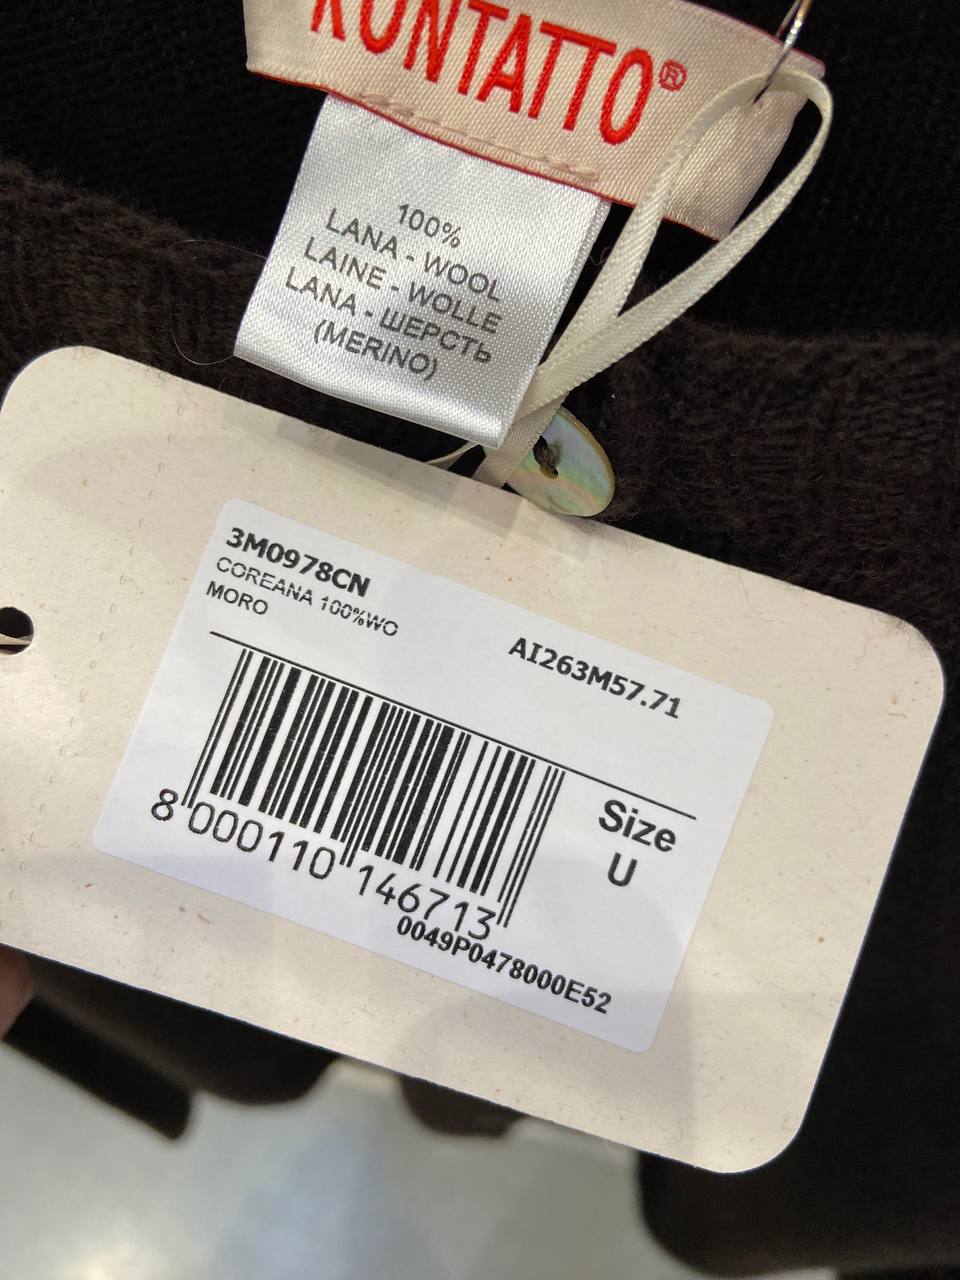 KONTATTO®
100%
LANA - WOOL
LAINE - WOLLE
LANA - ШЕРСТЬ
(MERINO)
3M0978CN
COREANA 100%WO
MORO
AI263M57.71
Size
U
8 000110 146713
0049P0478000E52